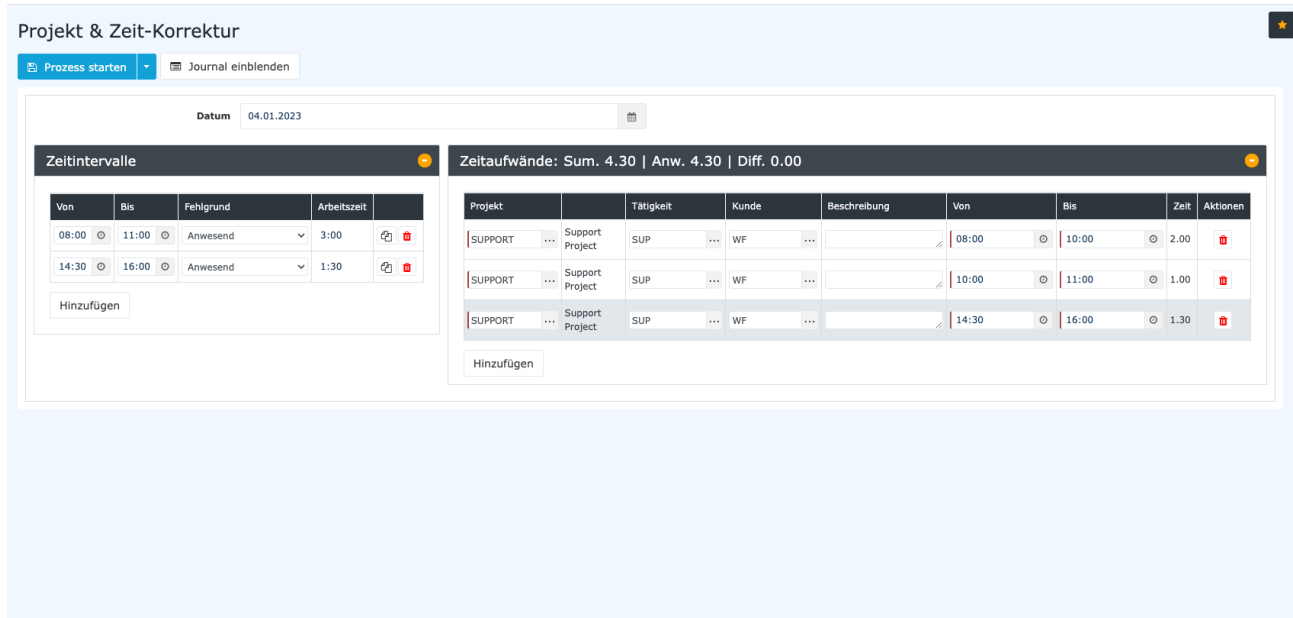 Projekt & Zeit-Korrektur
Prozess starten Journal einblenden
Datum 04.01.2023
Zeitintervalle
Von Bis Fehlgrund Arbeitszeit
08:00 11:00 Anwesend 3:00
14:30 16:00 Anwesend 1:30
Hinzufügen
Zeitaufwände: Sum. 4.30 | Anw. 4.30 | Diff. 0.00
Projekt Tätigkeit Kunde Beschreibung Von Bis Zeit Aktionen
SUPPORT ... Support Project SUP ... WF ... 08:00 10:00 2.00
SUPPORT ... Support Project SUP ... WF ... 10:00 11:00 1.00
SUPPORT ... Support Project SUP ... WF ... 14:30 16:00 1.30
Hinzufügen